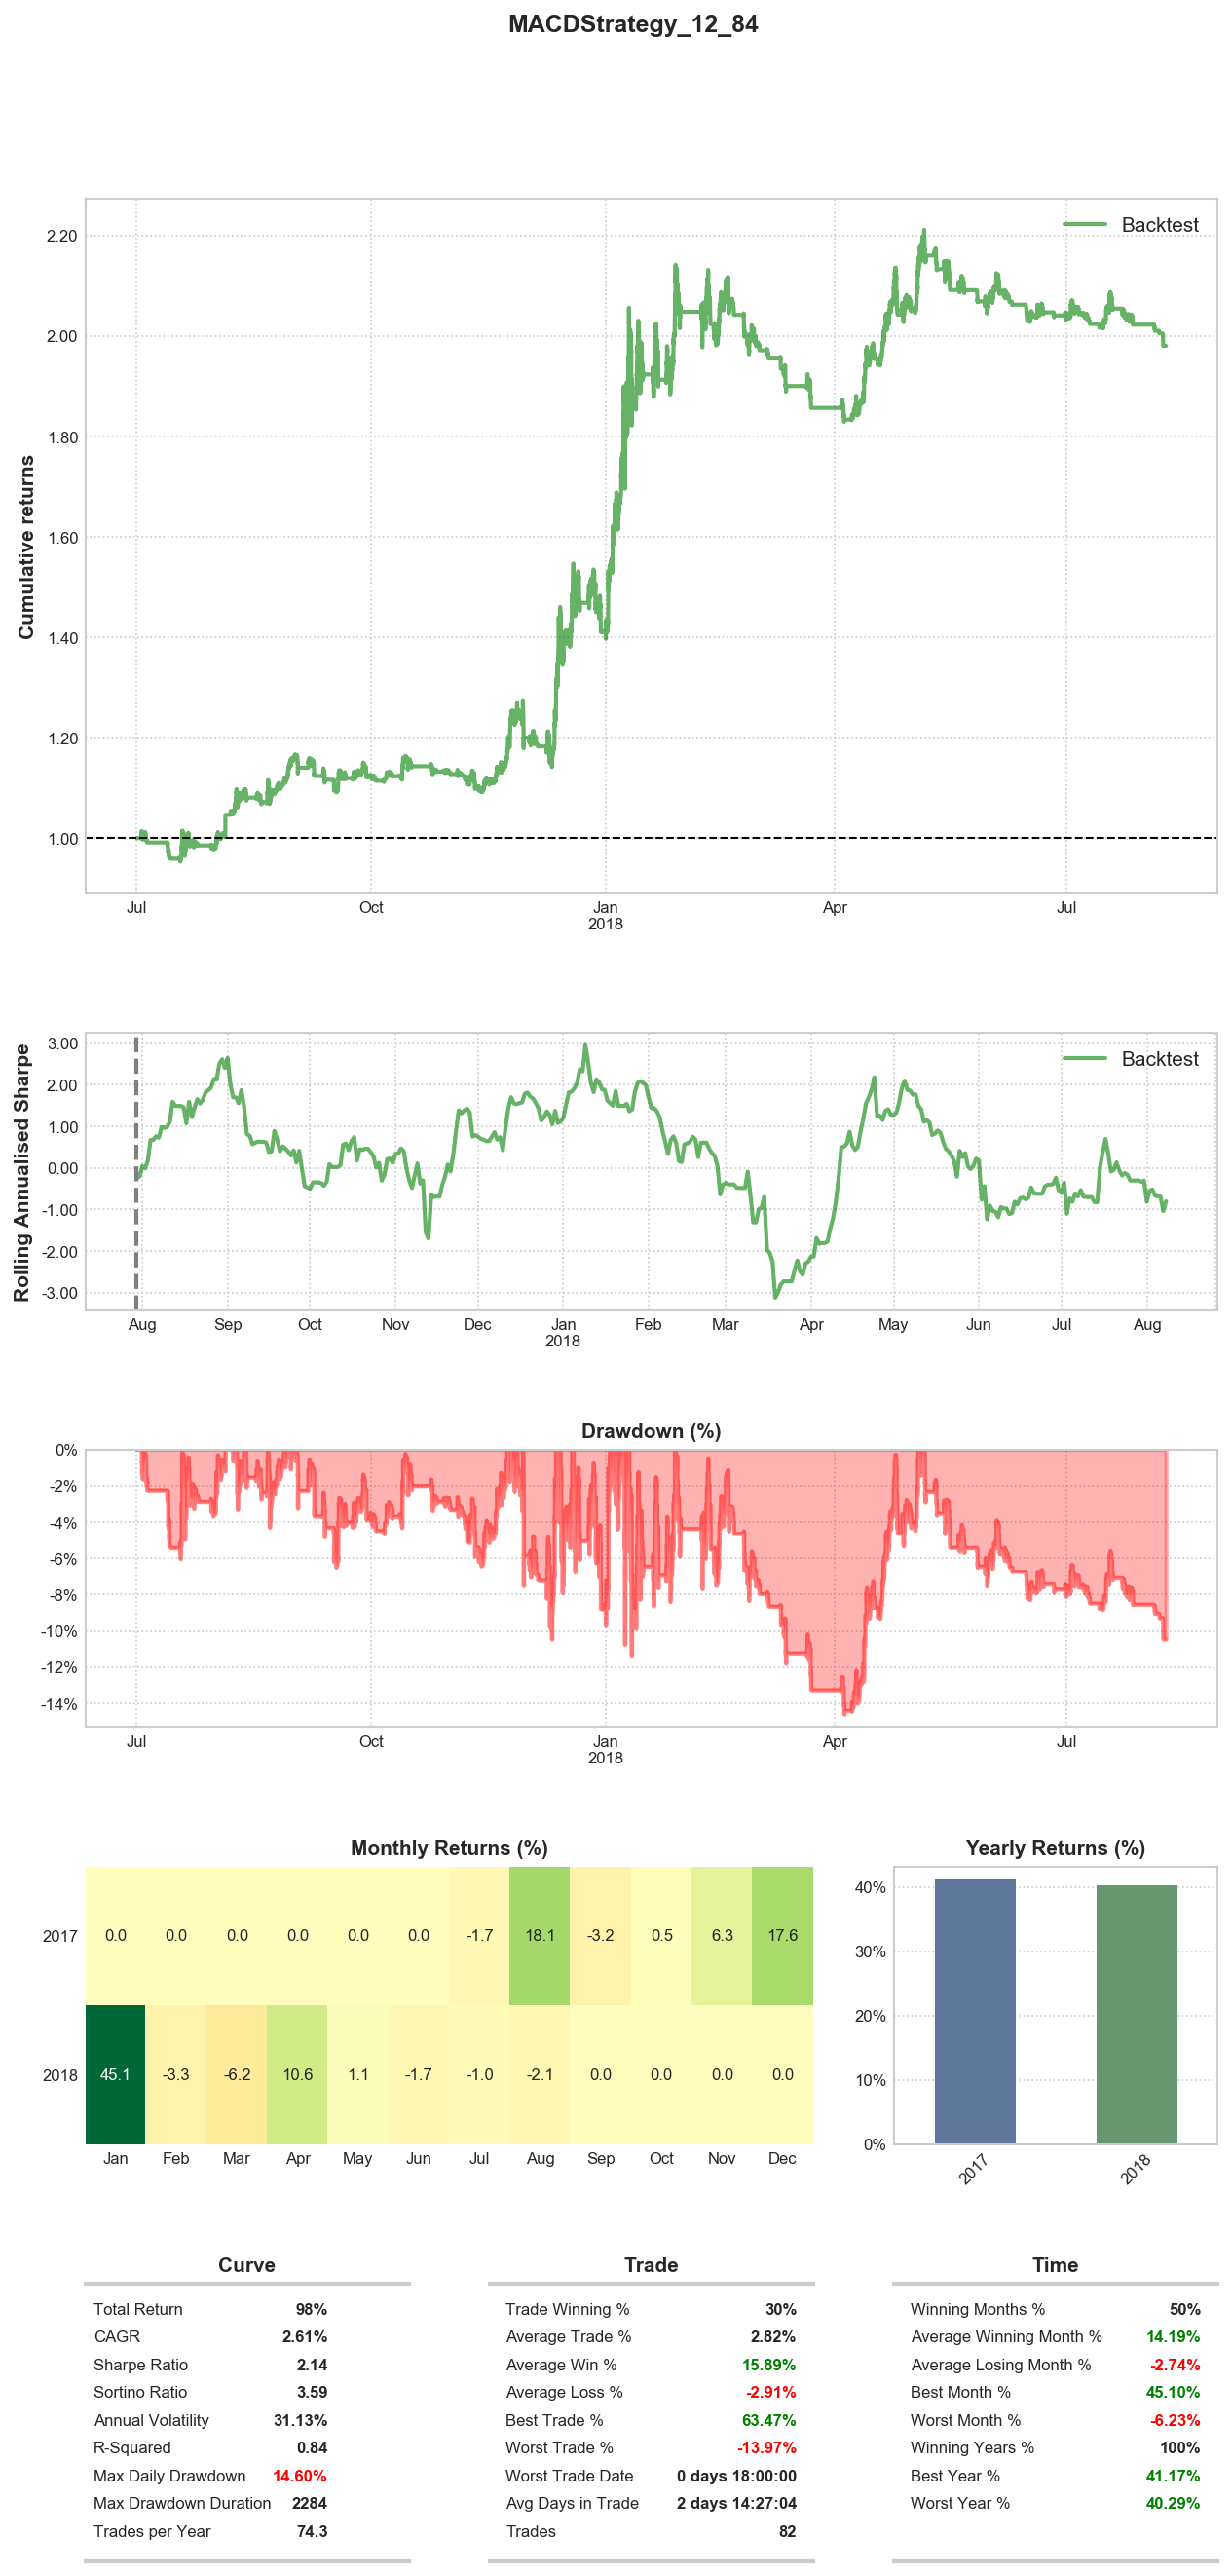 MACDStrategy_12_84
Cumulative returns
Backtest
2.20
2.00
1.80
1.60
1.40
1.20
1.00
Jul Oct Jan Apr Jul
2018
Rolling Annualised Sharpe
Backtest
3.00
2.00
1.00
0.00
-1.00
-2.00
-3.00
Aug Sep Oct Nov Dec Jan Feb Mar Apr May Jun Jul Aug
2018
Drawdown (%)
0%
-2%
-4%
-6%
-8%
-10%
-12%
-14%
Jul Oct Jan Apr Jul
2018
Monthly Returns (%)
2017 0.0 0.0 0.0 0.0 0.0 0.0 -1.7 18.1 -3.2 0.5 6.3 17.6
2018 45.1 -3.3 -6.2 10.6 1.1 -1.7 -1.0 -2.1 0.0 0.0 0.0 0.0
Jan Feb Mar Apr May Jun Jul Aug Sep Oct Nov Dec
Yearly Returns (%)
40%
30%
20%
10%
0%
2017 2018
Curve
Total Return 98%
CAGR 2.61%
Sharpe Ratio 2.14
Sortino Ratio 3.59
Annual Volatility 31.13%
R-Squared 0.84
Max Daily Drawdown 14.60%
Max Drawdown Duration 2284
Trades per Year 74.3
Trade
Trade Winning % 30%
Average Trade % 2.82%
Average Win % 15.89%
Average Loss % -2.91%
Best Trade % 63.47%
Worst Trade % -13.97%
Worst Trade Date 0 days 18:00:00
Avg Days in Trade 2 days 14:27:04
Trades 82
Time
Winning Months % 50%
Average Winning Month % 14.19%
Average Losing Month % -2.74%
Best Month % 45.10%
Worst Month % -6.23%
Winning Years % 100%
Best Year % 41.17%
Worst Year % 40.29%